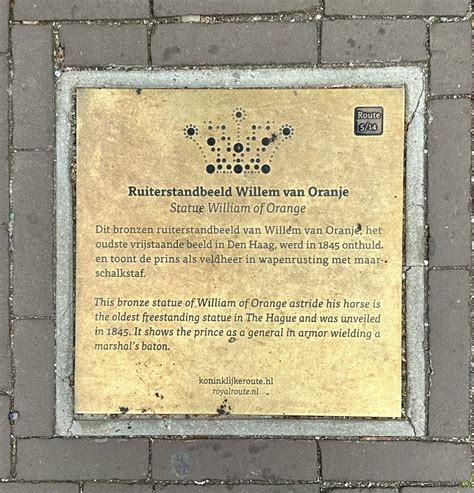 Route
5/14
Ruiterstandbeeld Willem van Oranje
Statue William of Orange
Dit bronzen ruiterstandbeeld van Willem van Oranje, het
oudste vrijstaande beeld in Den Haag, werd in 1845 onthuld
en toont de prins als veldheer in wapenrusting met maar-
schalkstaf.
This bronze statue of William of Orange astride his horse is
the oldest freestanding statue in The Hague and was unveiled
in 1845. It shows the prince as a general in armor wielding a
marshal's baton.
koninklijkeroute.nl
royalroute.nl